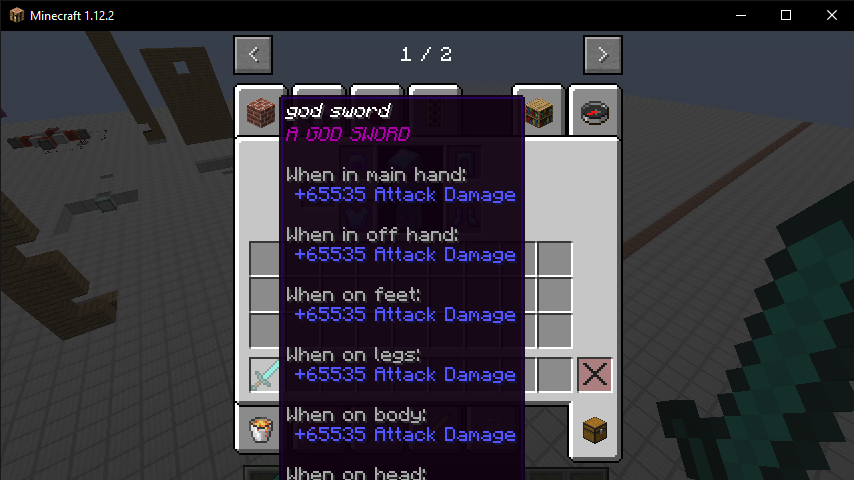 Minecraft 1.12.2
1 / 2
god sword
A GOD SWORD
When in main hand:
+65535 Attack Damage
When in off hand:
+65535 Attack Damage
When on feet:
+65535 Attack Damage
When on legs:
+65535 Attack Damage
When on body:
+65535 Attack Damage
When on head: